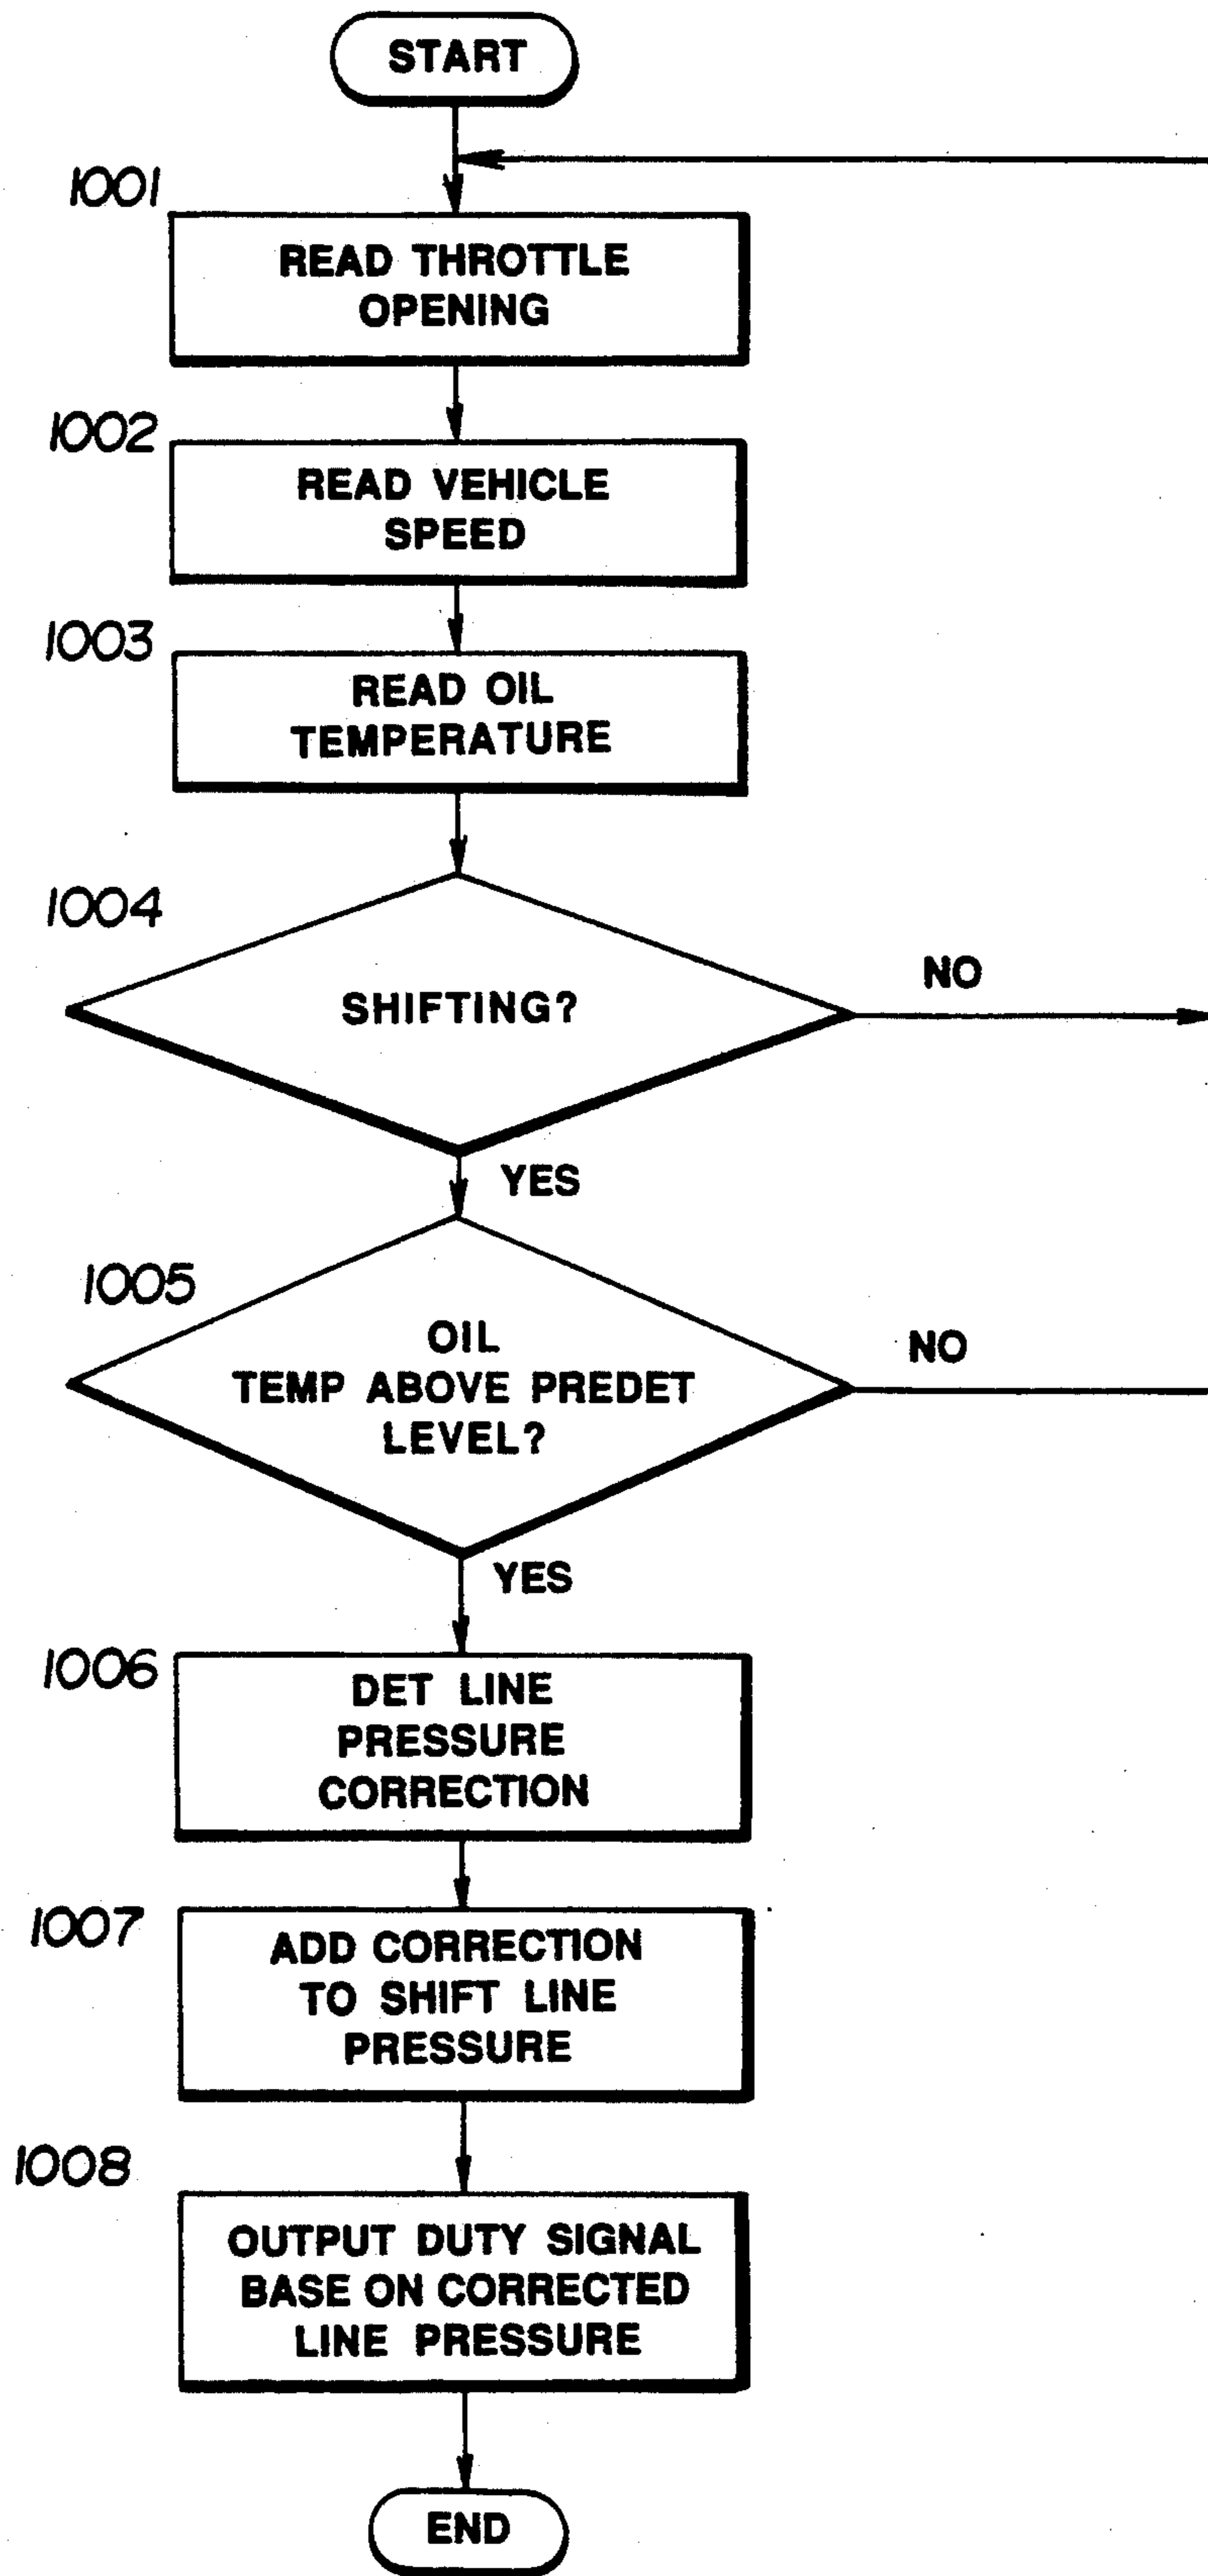 START
1001
READ THROTTLE
OPENING
1002
READ VEHICLE
SPEED
1003
READ OIL
TEMPERATURE
1004
SHIFTING?
NO
YES
1005
OIL
TEMP ABOVE PREDET
LEVEL?
NO
YES
1006
DET LINE
PRESSURE
CORRECTION
1007
ADD CORRECTION
TO SHIFT LINE
PRESSURE
1008
OUTPUT DUTY SIGNAL
BASE ON CORRECTED
LINE PRESSURE
END